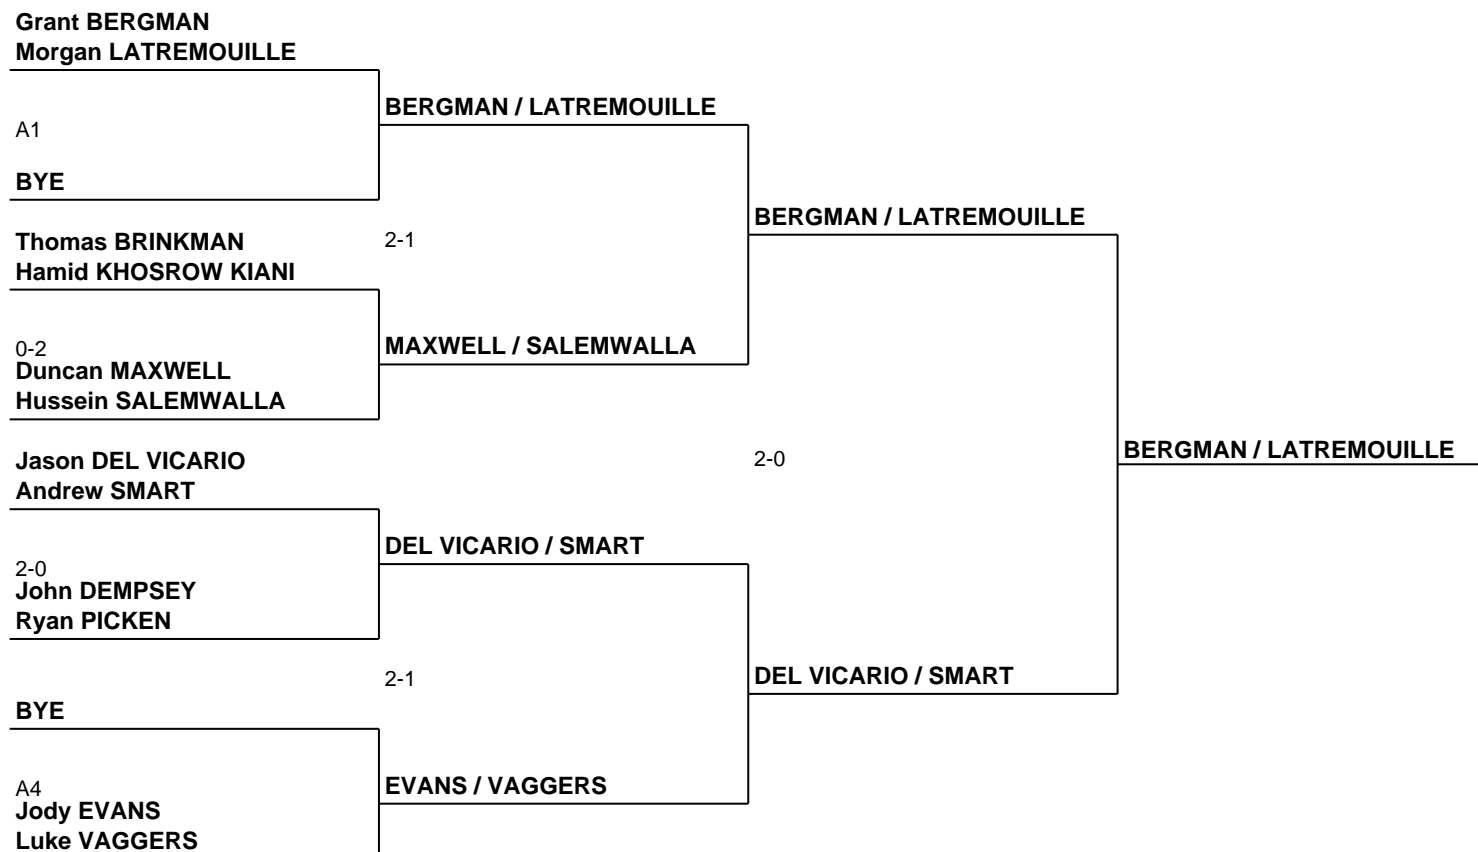 Grant BERGMAN
Morgan LATREMOUILLE
BERGMAN / LATREMOUILLE
A1
BYE
BERGMAN / LATREMOUILLE
Thomas BRINKMAN
2-1
Hamid KHOSROW KIANI
0-2
MAXWELL / SALEMWALLA
Duncan MAXWELL
Hussein SALEMWALLA
Jason DEL VICARIO
2-0
BERGMAN / LATREMOUILLE
Andrew SMART
DEL VICARIO / SMART
2-0
John DEMPSEY
Ryan PICKEN
2-1
DEL VICARIO / SMART
BYE
A4
EVANS / VAGGERS
Jody EVANS
Luke VAGGERS